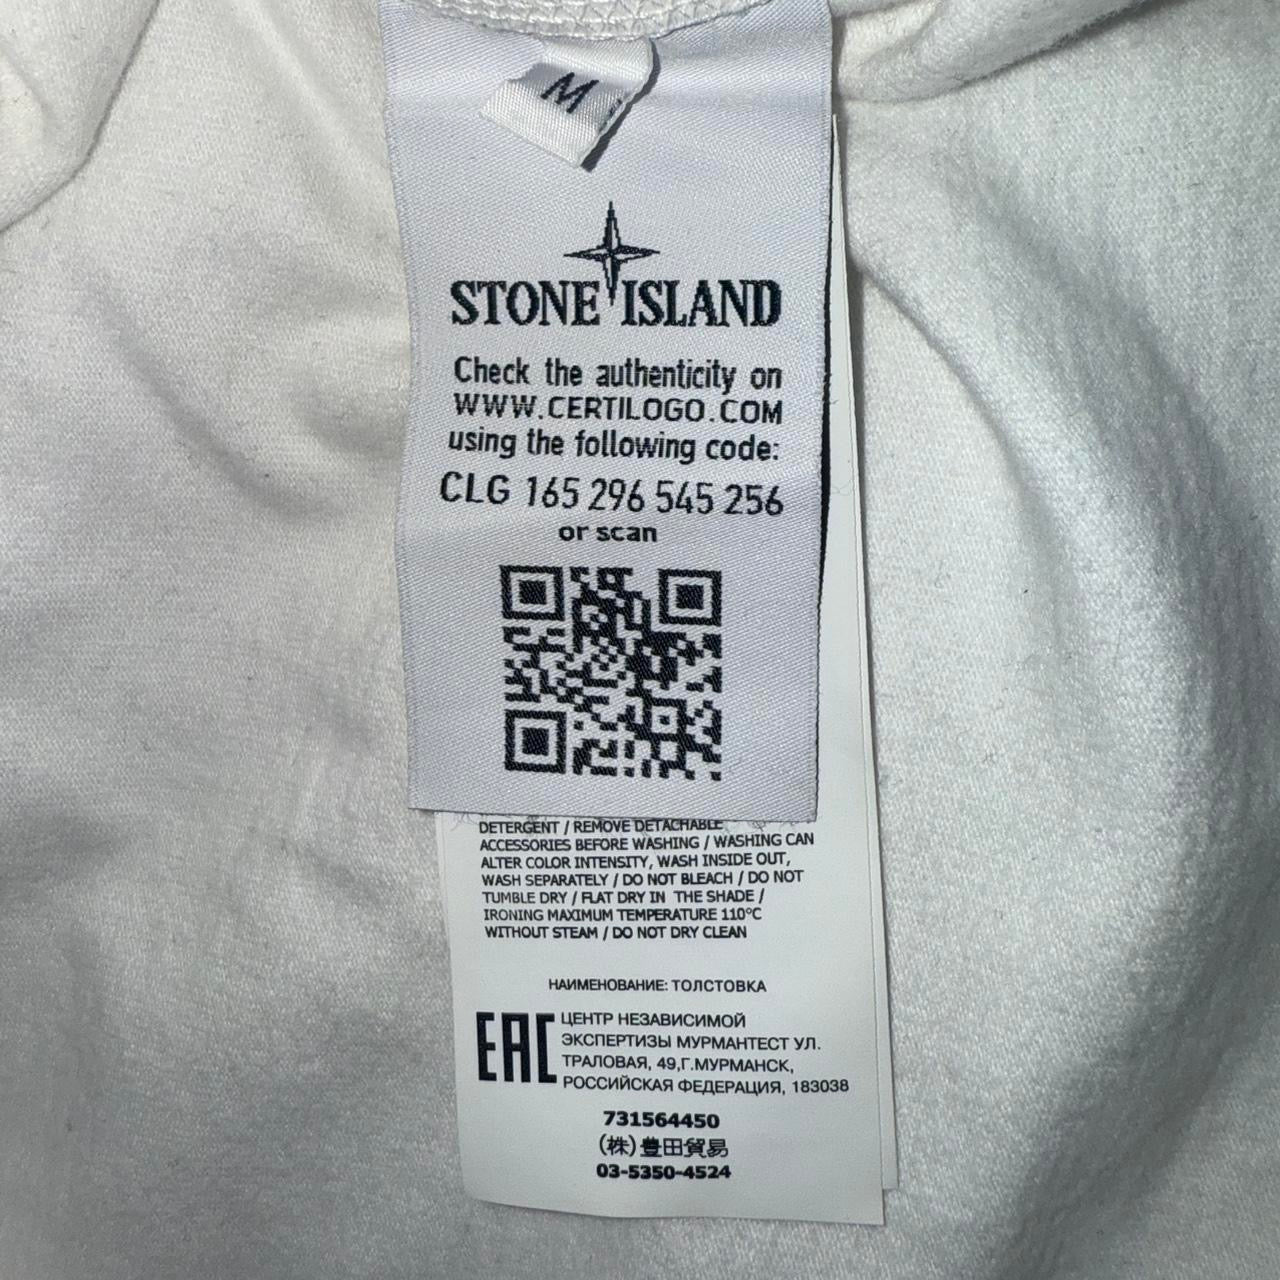 M
STONE ISLAND
Check the authenticity on
WWW.CERTILOGO.COM
using the following code:
CLG 165 296 545 256
or scan
DETERGENT / REMOVE DETACHABLE
ACCESSORIES BEFORE WASHING / WASHING CAN
ALTER COLOR INTENSITY, WASH INSIDE OUT,
WASH SEPARATELY / DO NOT BLEACH / DO NOT
TUMBLE DRY / FLAT DRY IN THE SHADE /
IRONING MAXIMUM TEMPERATURE 110°C
WITHOUT STEAM / DO NOT DRY CLEAN
НАИМЕНОВАНИЕ: ТОЛСТОВКА
EAC
ЦЕНТР НЕЗАВИСИМОЙ
ЭКСПЕРТИЗЫ МУРМАНТЕСТ УЛ.
ТРАЛОВАЯ, 49,Г.МУРМАНСК,
РОССИЙСКАЯ ФЕДЕРАЦИЯ, 183038
731564450
(株)豊田貿易
03-5350-4524